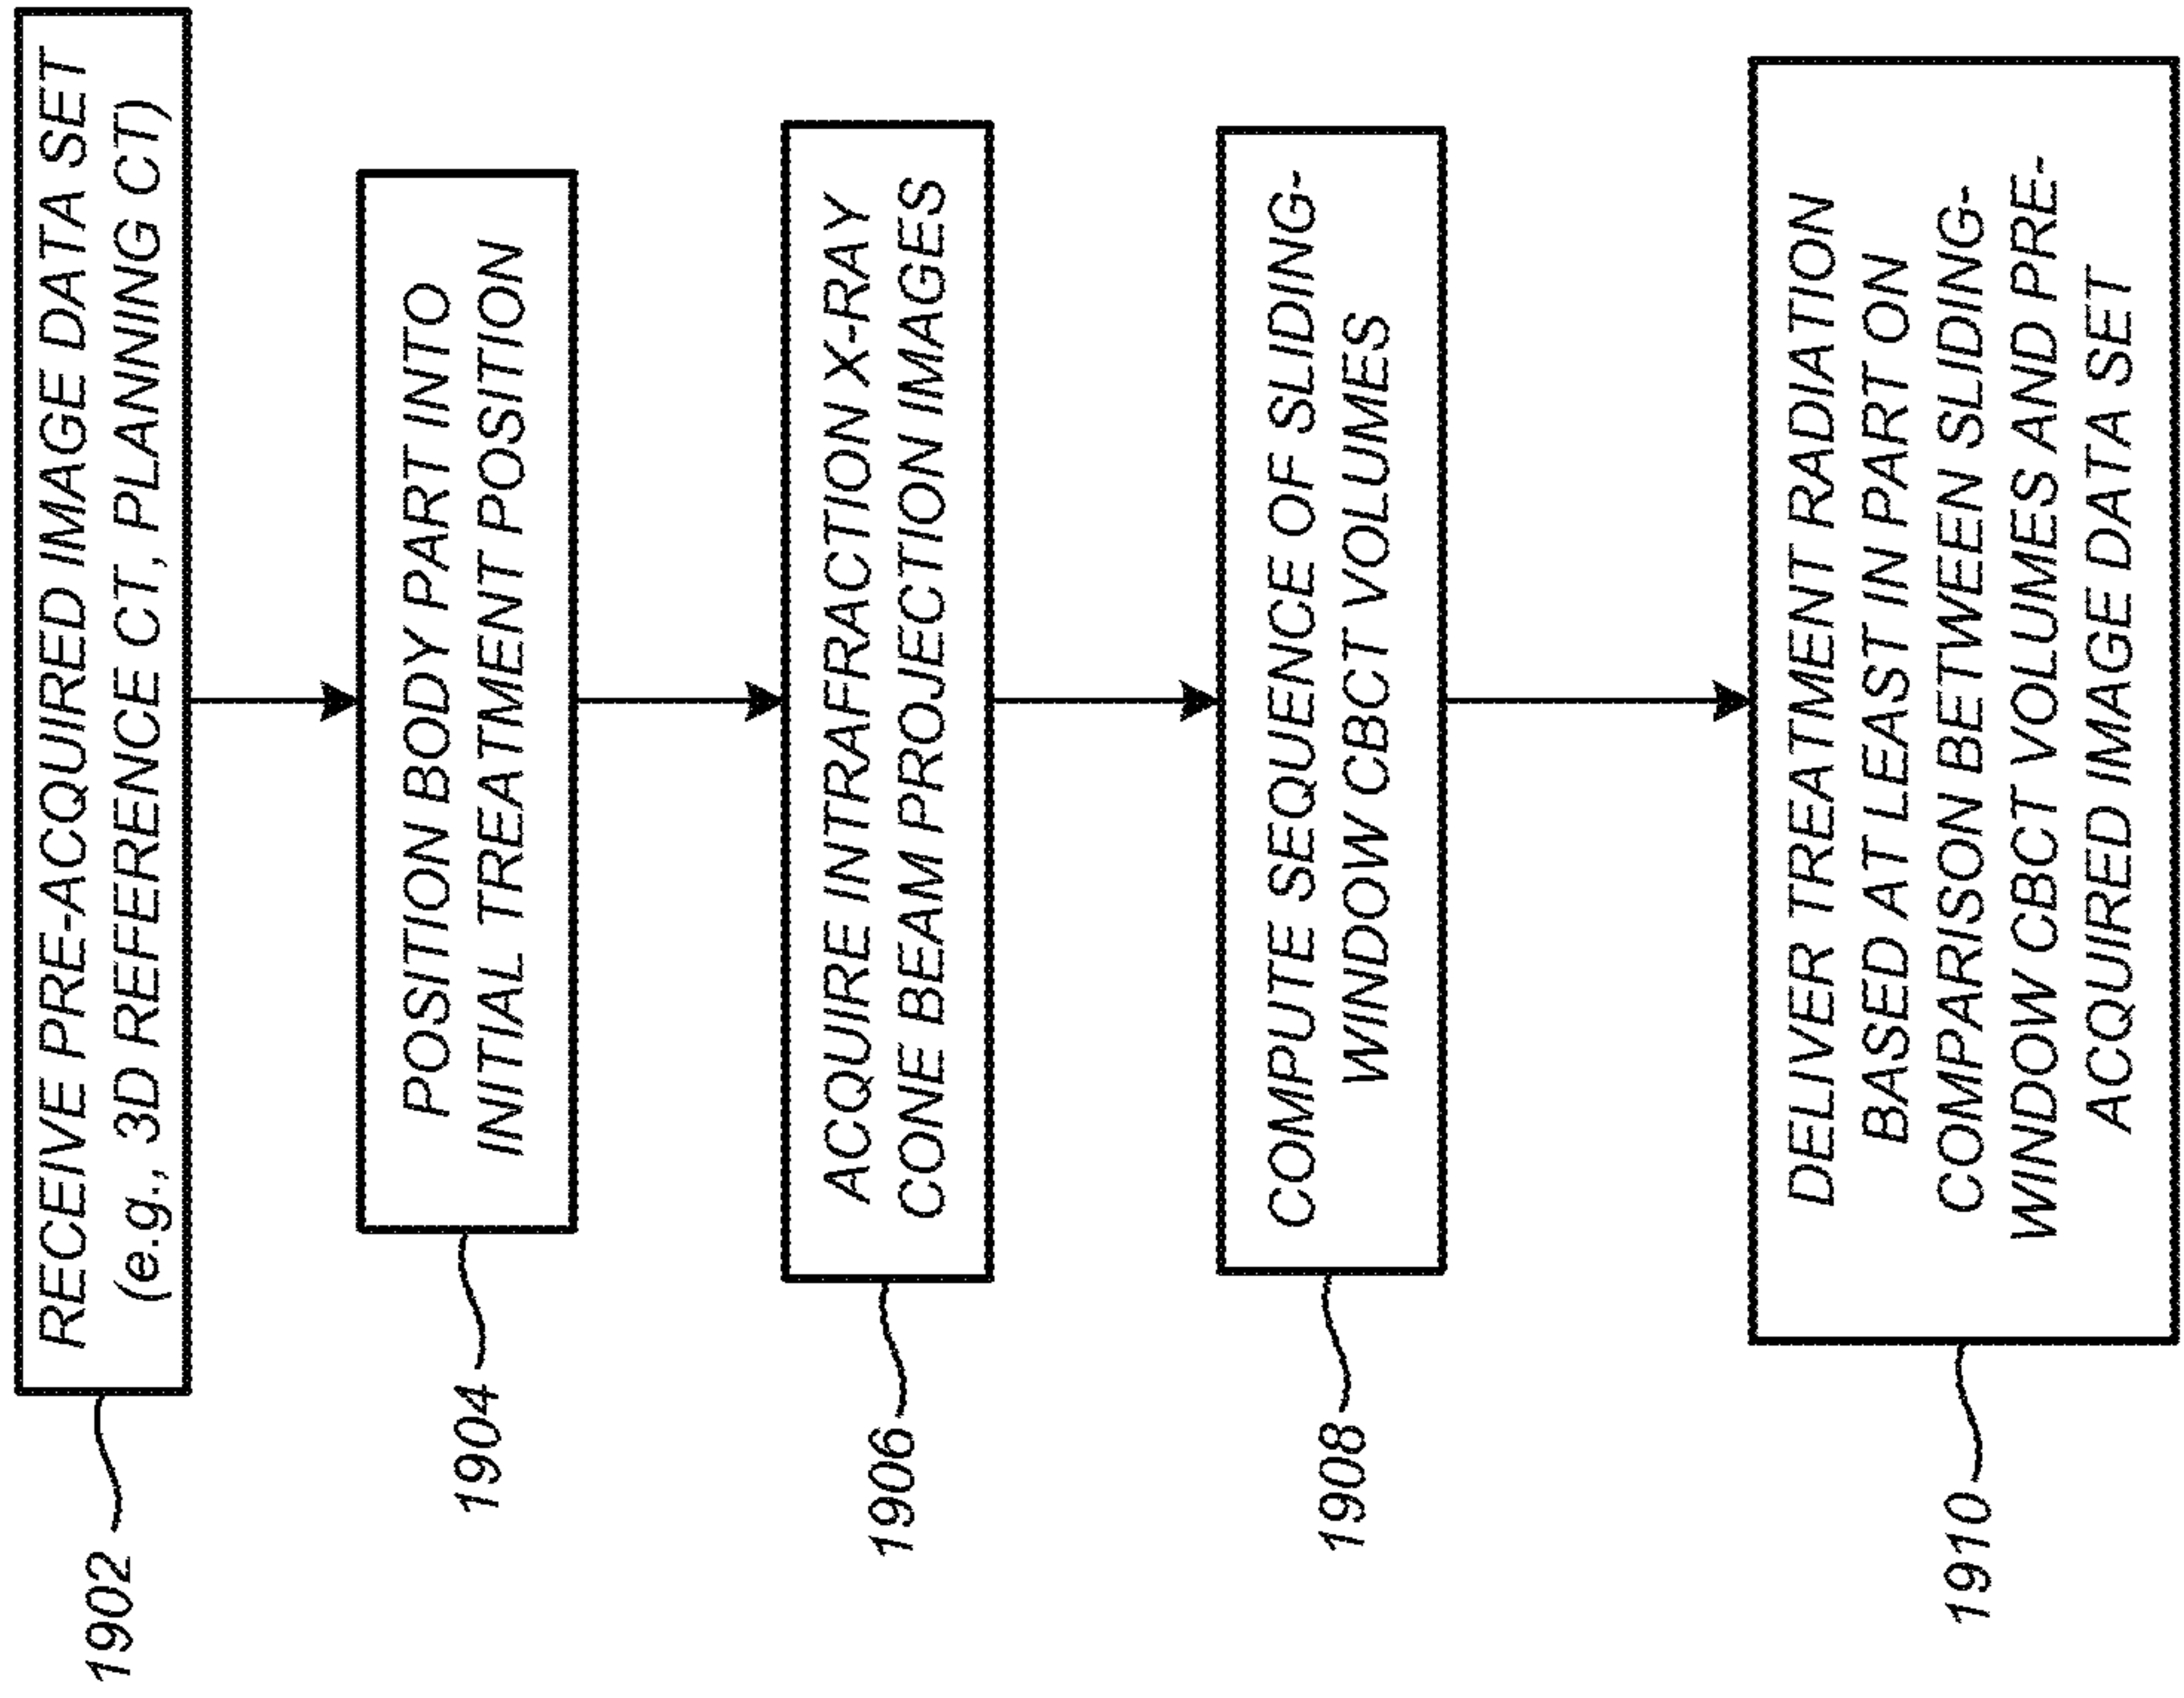 RECEIVE PRE-ACQUIRED IMAGE DATA SET
(e.g., 3D REFERENCE CT, PLANNING CT)
1902
POSITION BODY PART INTO
INITIAL TREATMENT POSITION
1904
ACQUIRE INTRAFRACTION X-RAY
CONE BEAM PROJECTION IMAGES
1906
COMPUTE SEQUENCE OF SLIDING-
WINDOW CBCT VOLUMES
1908
DELIVER TREATMENT RADIATION
BASED AT LEAST IN PART ON
COMPARISON BETWEEN SLIDING-
WINDOW CBCT VOLUMES AND PRE-
ACQUIRED IMAGE DATA SET
1910